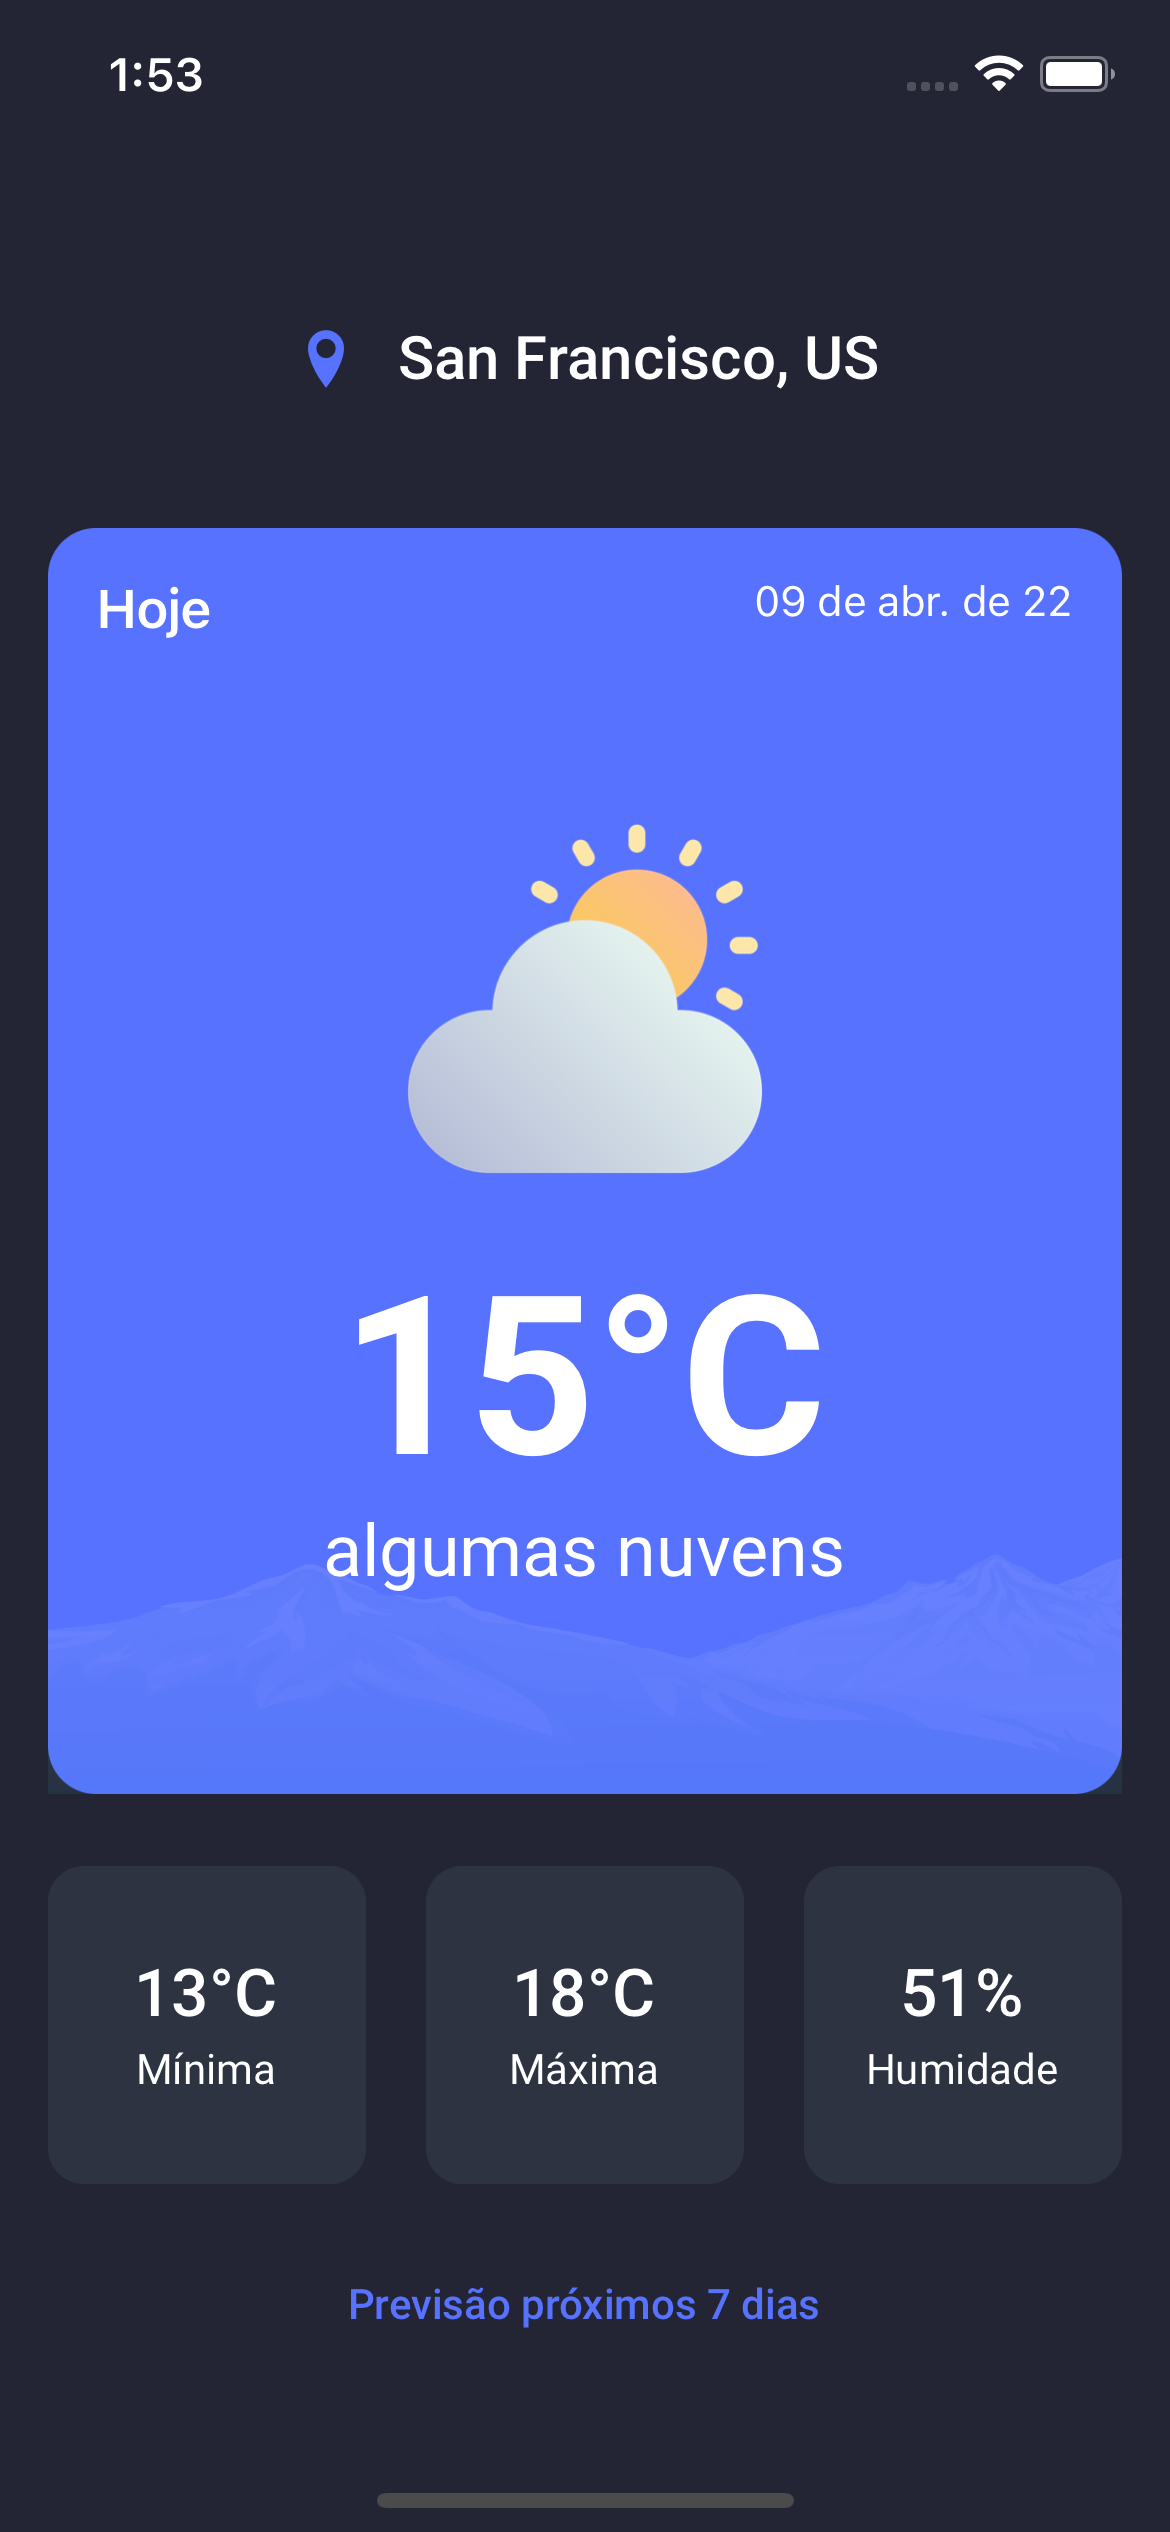 1:53
San Francisco, US
Hoje
09 de abr. de 22
15°C
algumas nuvens
13°C
Mínima
18°C
Máxima
51%
Humidade
Previsão próximos 7 dias